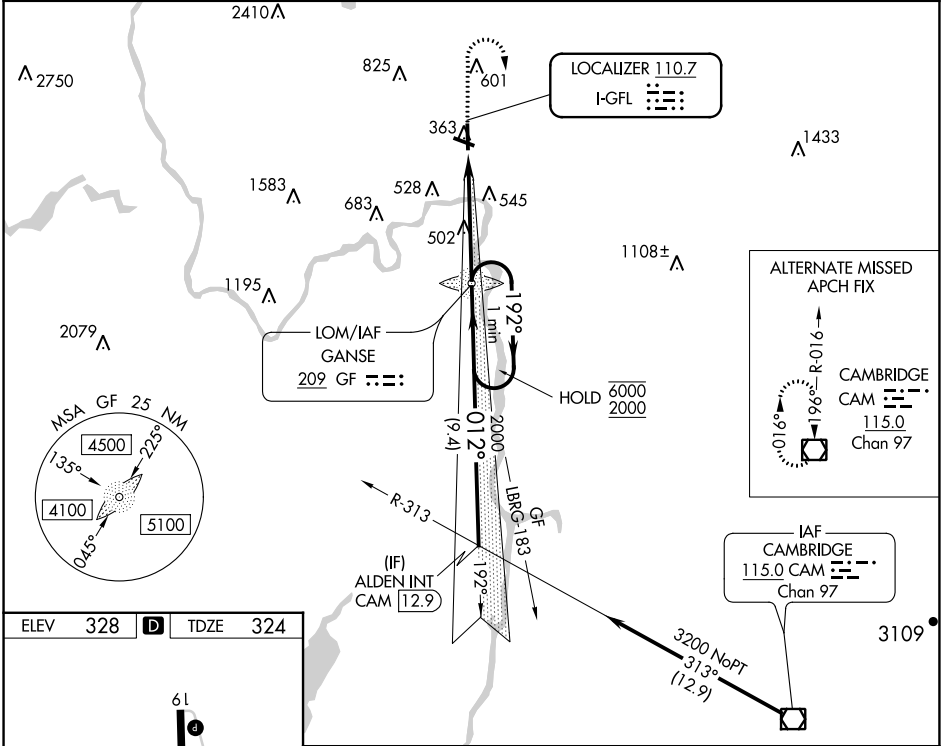 2410
2750
825
601
LOCALIZER 110.7
I-GFL
363
1433
1583
528
545
683
502
1108±
1195
2079
LOM/IAF
GANSE
209 GF
192°
1 min
HOLD 6000
2000
ALTERNATE MISSED
APCH FIX
R-016
196°
016°
CAMBRIDGE
CAM
115.0
Chan 97
MSA GF 25 NM
4500
225°
135°
4100
5100
045°
012°
(9.4)
2000
GF
LBRG-183
R-313
(IF)
ALDEN INT
CAM 12.9
192°
IAF
CAMBRIDGE
115.0 CAM
Chan 97
3200 NoPT
313°
(12.9)
3109
ELEV 328 D TDZE 324
19
P